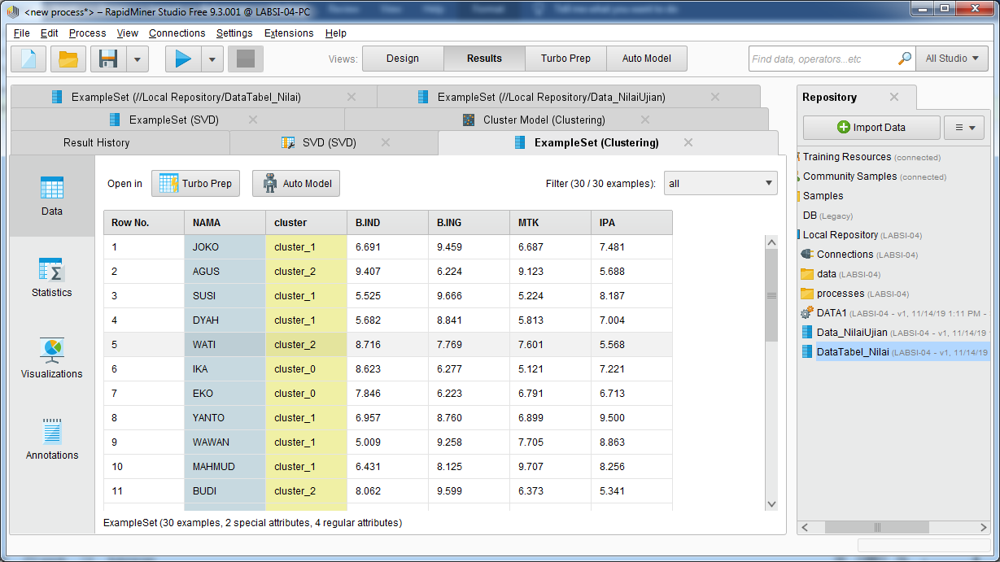 <new process*> – RapidMiner Studio Free 9.3.001 @ LABSI-04-PC
File Edit Process View Connections Settings Extensions Help
Views: Design Results Turbo Prep Auto Model
Find data, operators...etc
All Studio
ExampleSet (//Local Repository/DataTabel_Nilai)
ExampleSet (//Local Repository/Data_NilaiUjian)
ExampleSet (SVD)
Cluster Model (Clustering)
Result History
SVD (SVD)
ExampleSet (Clustering)
Data
Statistics
Visualizations
Annotations
Open in Turbo Prep Auto Model
Filter (30 / 30 examples): all
Row No. NAMA cluster B.IND B.ING MTK IPA
1 JOKO cluster_1 6.691 9.459 6.687 7.481
2 AGUS cluster_2 9.407 6.224 9.123 5.688
3 SUSI cluster_1 5.525 9.666 5.224 8.187
4 DYAH cluster_1 5.682 8.841 5.813 7.004
5 WATI cluster_2 8.716 7.769 7.601 5.568
6 IKA cluster_0 8.623 6.277 5.121 7.221
7 EKO cluster_0 7.846 6.223 6.791 6.713
8 YANTO cluster_1 6.957 8.760 6.899 9.500
9 WAWAN cluster_1 5.009 9.258 7.705 8.863
10 MAHMUD cluster_1 6.431 8.125 9.707 8.256
11 BUDI cluster_2 8.062 9.599 6.373 5.341
ExampleSet (30 examples, 2 special attributes, 4 regular attributes)
Repository
Import Data
Training Resources (connected)
Community Samples (connected)
Samples
DB (Legacy)
Local Repository (LABSI-04)
Connections (LABSI-04)
data (LABSI-04)
processes (LABSI-04)
DATA1 (LABSI-04 - v1, 11/14/19 1:11 PM -
Data_NilaiUjian (LABSI-04 - v1, 11/14/19
DataTabel_Nilai (LABSI-04 - v1, 11/14/19